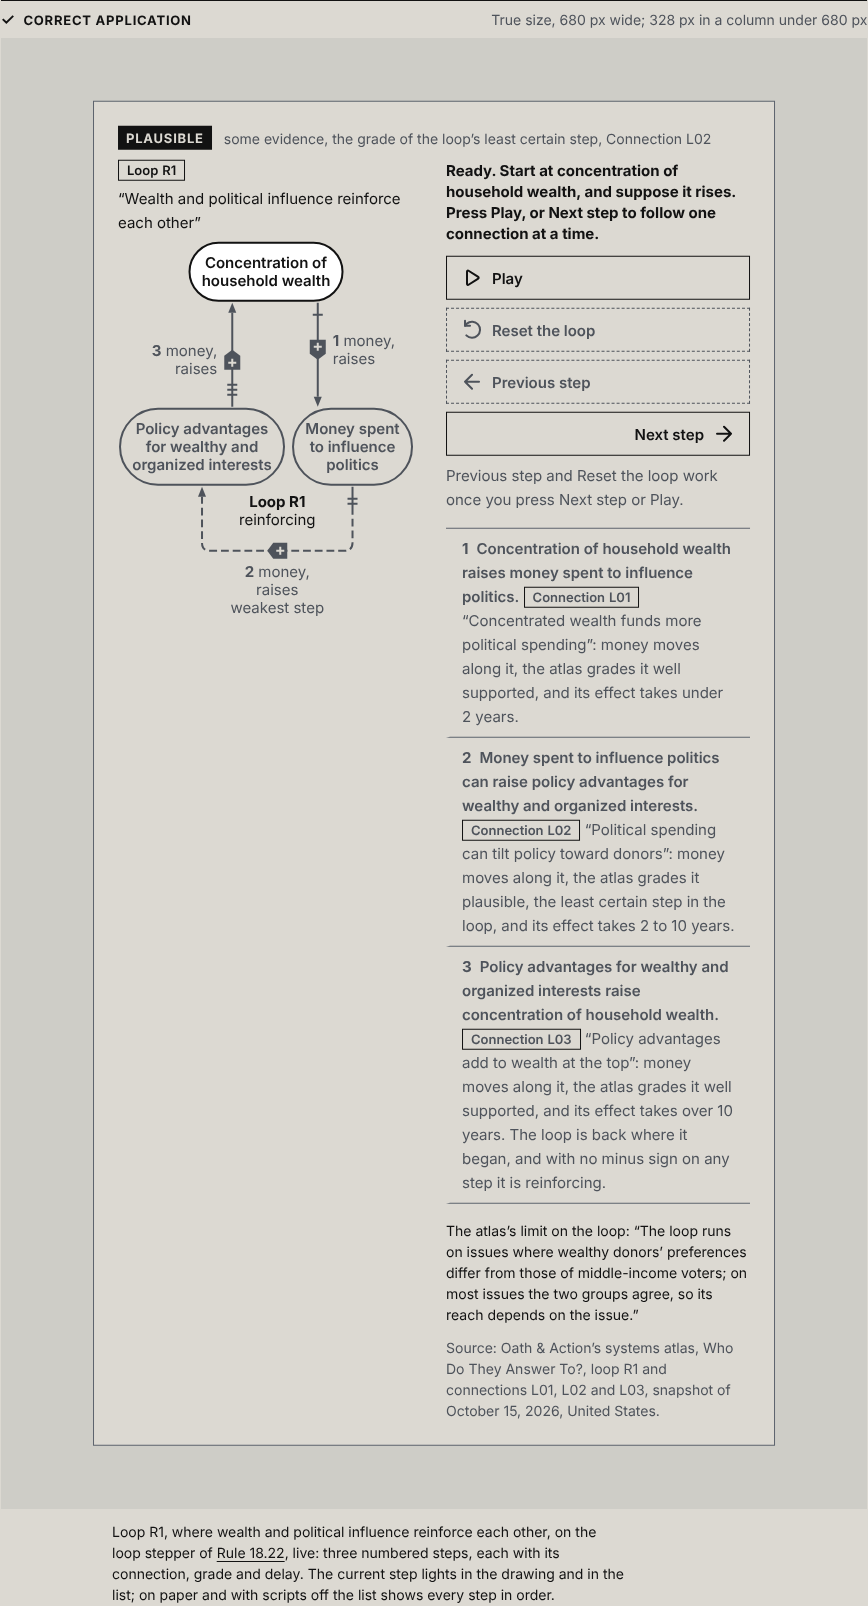 ✓ CORRECT APPLICATION
True size, 680 px wide; 328 px in a column under 680 px
PLAUSIBLE some evidence, the grade of the loop’s least certain step, Connection L02
Loop R1
“Wealth and political influence reinforce
each other”
Concentration of
household wealth
3 money,
raises
1 money,
raises
Policy advantages
for wealthy and
organized interests
Money spent
to influence
politics
Loop R1
reinforcing
2 money,
raises
weakest step
Ready. Start at concentration of
household wealth, and suppose it rises.
Press Play, or Next step to follow one
connection at a time.
Play
Reset the loop
Previous step
Next step
Previous step and Reset the loop work
once you press Next step or Play.
1 Concentration of household wealth
raises money spent to influence
politics. Connection L01
“Concentrated wealth funds more
political spending”: money moves
along it, the atlas grades it well
supported, and its effect takes under
2 years.
2 Money spent to influence politics
can raise policy advantages for
wealthy and organized interests.
Connection L02 “Political spending
can tilt policy toward donors”: money
moves along it, the atlas grades it
plausible, the least certain step in the
loop, and its effect takes 2 to 10 years.
3 Policy advantages for wealthy and
organized interests raise
concentration of household wealth.
Connection L03 “Policy advantages
add to wealth at the top”: money
moves along it, the atlas grades it well
supported, and its effect takes over 10
years. The loop is back where it
began, and with no minus sign on any
step it is reinforcing.
The atlas’s limit on the loop: “The loop runs
on issues where wealthy donors’ preferences
differ from those of middle-income voters; on
most issues the two groups agree, so its
reach depends on the issue.”
Source: Oath & Action’s systems atlas, Who
Do They Answer To?, loop R1 and
connections L01, L02 and L03, snapshot of
October 15, 2026, United States.
Loop R1, where wealth and political influence reinforce each other, on the
loop stepper of Rule 18.22, live: three numbered steps, each with its
connection, grade and delay. The current step lights in the drawing and in the
list; on paper and with scripts off the list shows every step in order.